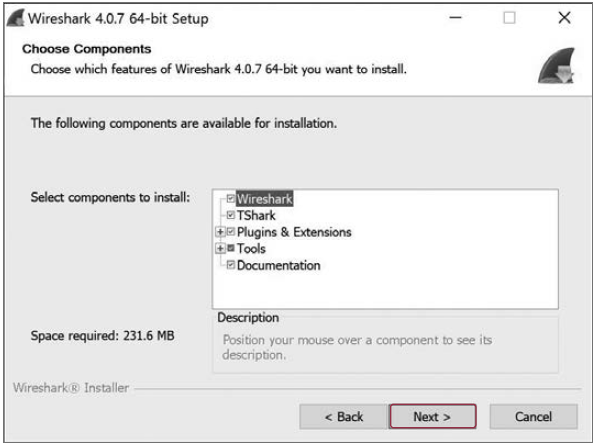 Wireshark 4.0.7 64-bit Setup
Choose Components
Choose which features of Wireshark 4.0.7 64-bit you want to install.
The following components are available for installation.
Select components to install:
Wireshark
TShark
Plugins & Extensions
Tools
Documentation
Space required: 231.6 MB
Description
Position your mouse over a component to see its
description.
Wireshark® Installer
< Back
Next >
Cancel